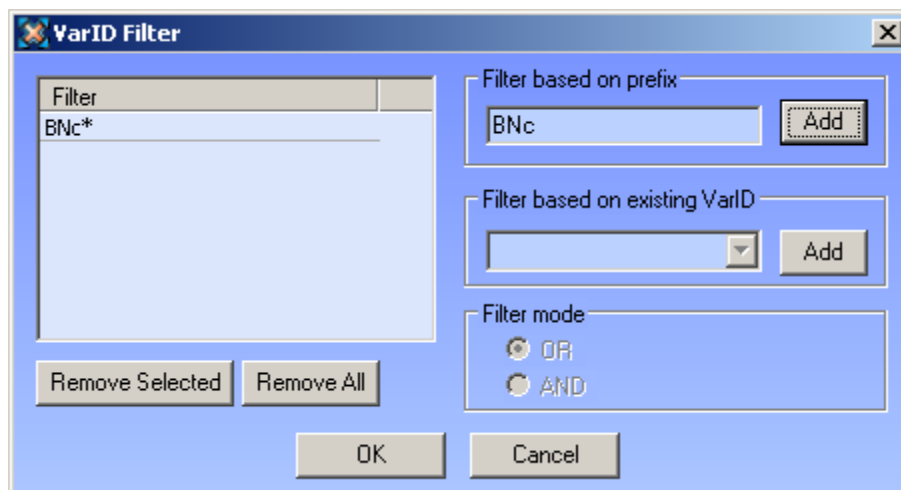 VarID Filter
Filter
BNc*
Remove Selected
Remove All
Filter based on prefix
BNc
Add
Filter based on existing VarID
Add
Filter mode
OR
AND
OK
Cancel